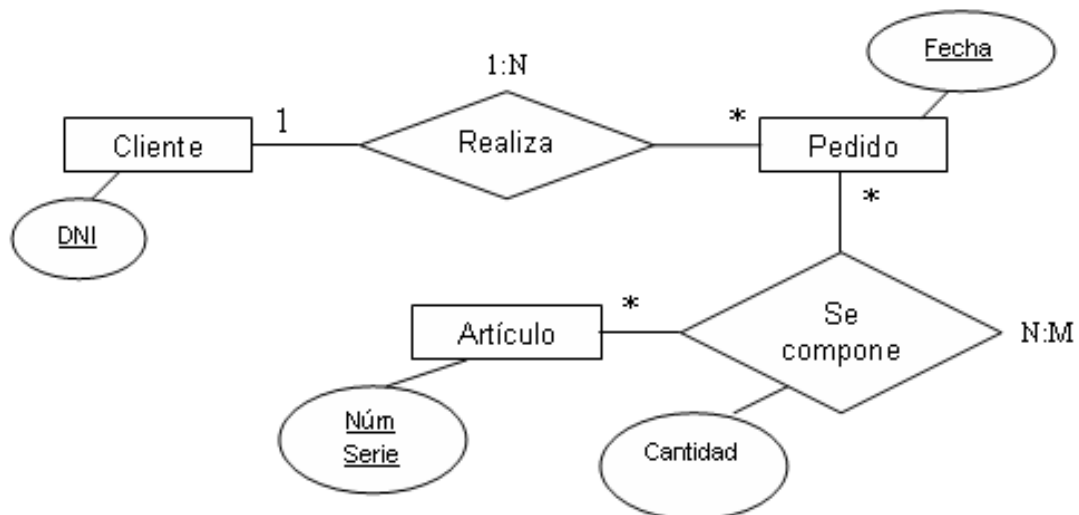 Fecha
1:N
1
*
Cliente
Realiza
Pedido
*
DNI
*
Artículo
Se
compone
N:M
Núm
Serie
Cantidad